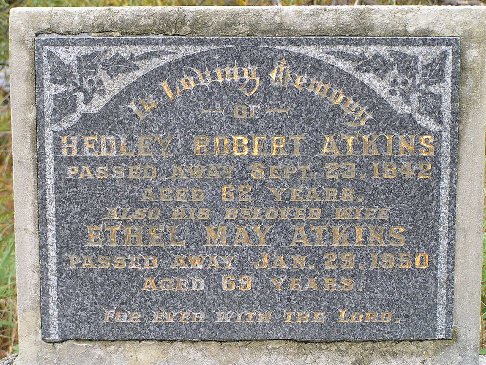 In Loving Memory
— OF —
HEDLEY ROBERT ATKINS
PASSED AWAY SEPT. 23. 1942
AGED 62 YEARS.
ALSO HIS BELOVED WIFE
ETHEL MAY ATKINS
PASSED AWAY JAN. 29. 1950
AGED 69 YEARS.
FOR EVER WITH THE LORD.